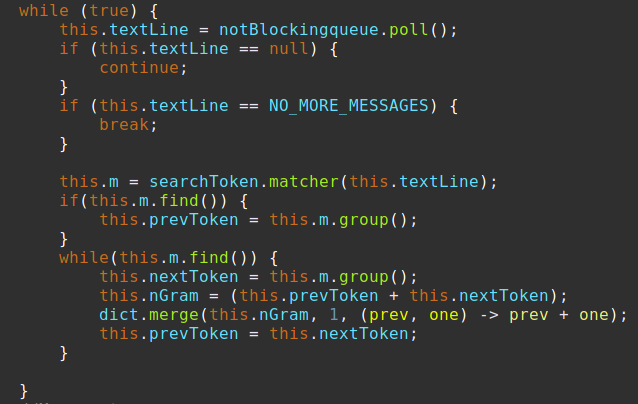 while (true) {
this.textLine = notBlockingqueue.poll();
if (this.textLine == null) {
continue;
}
if (this.textLine == NO_MORE_MESSAGES) {
break;
}
this.m = searchToken.matcher(this.textLine);
if(this.m.find()) {
this.prevToken = this.m.group();
}
while(this.m.find()) {
this.nextToken = this.m.group();
this.nGram = (this.prevToken + this.nextToken);
dict.merge(this.nGram, 1, (prev, one) -> prev + one);
this.prevToken = this.nextToken;
}
}